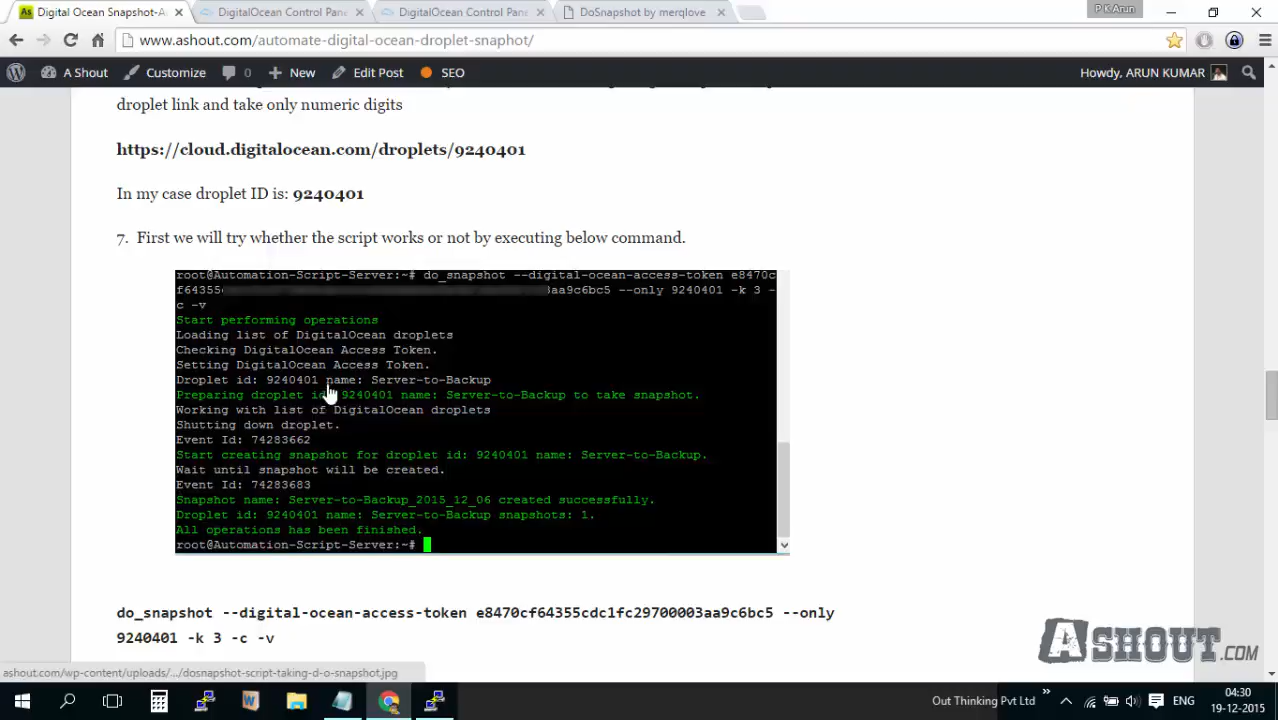 Digital Ocean Snapshot-A
DigitalOcean Control Pane
DigitalOcean Control Pane
DoSnapshot by merqlove
P K Arun
www.ashout.com/automate-digital-ocean-droplet-snaphot/
A Shout
Customize
New
Edit Post
SEO
Howdy, ARUN KUMAR
droplet link and take only numeric digits
https://cloud.digitalocean.com/droplets/9240401
In my case droplet ID is: 9240401
7. First we will try whether the script works or not by executing below command.
root@Automation-Script-Server:~# do_snapshot --digital-ocean-access-token e8470c
f64355 3aa9c6bc5 --only 9240401 -k 3 -
c -v
Start performing operations
Loading list of DigitalOcean droplets
Checking DigitalOcean Access Token.
Setting DigitalOcean Access Token.
Droplet id: 9240401 name: Server-to-Backup
Preparing droplet id: 9240401 name: Server-to-Backup to take snapshot.
Working with list of DigitalOcean droplets
Shutting down droplet.
Event Id: 74283662
Start creating snapshot for droplet id: 9240401 name: Server-to-Backup.
Wait until snapshot will be created.
Event Id: 74283683
Snapshot name: Server-to-Backup_2015_12_06 created successfully.
Droplet id: 9240401 name: Server-to-Backup snapshots: 1.
All operations has been finished.
root@Automation-Script-Server:~#
do_snapshot --digital-ocean-access-token e8470cf64355cdc1fc29700003aa9c6bc5 --only
9240401 -k 3 -c -v
ASHOUT.COM
ashout.com/wp-content/uploads/.../dosnapshot-script-taking-d-o-snapshot.jpg
Out Thinking Pvt Ltd
ENG
04:30
19-12-2015